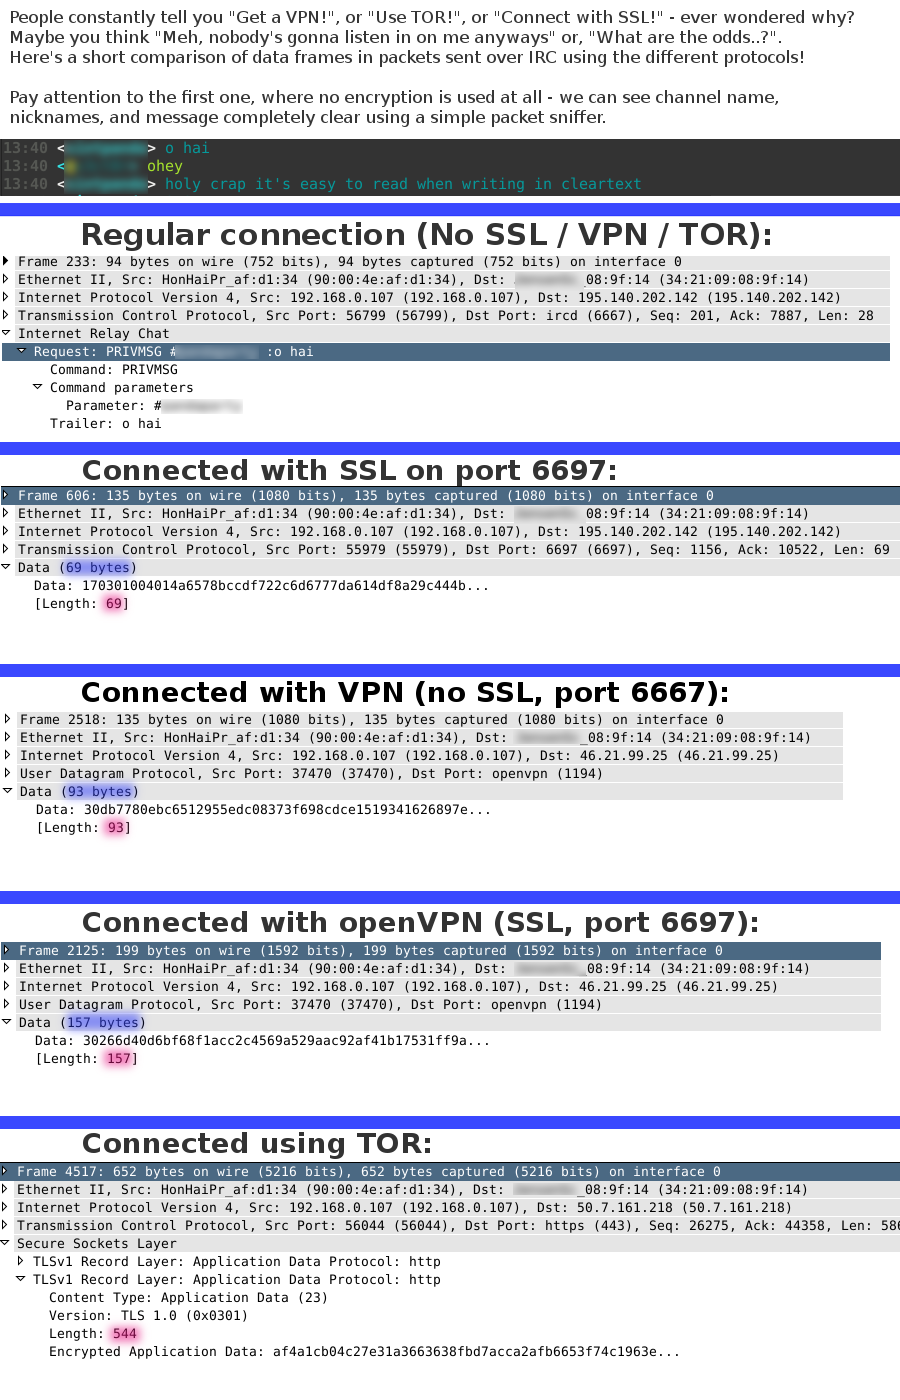 People constantly tell you "Get a VPN!", or "Use TOR!", or "Connect with SSL!" - ever wondered why?
Maybe you think "Meh, nobody's gonna listen in on me anyways" or, "What are the odds..?".
Here's a short comparison of data frames in packets sent over IRC using the different protocols!
Pay attention to the first one, where no encryption is used at all - we can see channel name,
nicknames, and message completely clear using a simple packet sniffer.
13:40 < > o hai
13:40 < ohey
13:40 < > holy crap it's easy to read when writing in cleartext
Regular connection (No SSL / VPN / TOR):
Frame 233: 94 bytes on wire (752 bits), 94 bytes captured (752 bits) on interface 0
Ethernet II, Src: HonHaiPr_af:d1:34 (90:00:4e:af:d1:34), Dst: _08:9f:14 (34:21:09:08:9f:14)
Internet Protocol Version 4, Src: 192.168.0.107 (192.168.0.107), Dst: 195.140.202.142 (195.140.202.142)
Transmission Control Protocol, Src Port: 56799 (56799), Dst Port: ircd (6667), Seq: 201, Ack: 7887, Len: 28
Internet Relay Chat
Request: PRIVMSG # :o hai
Command: PRIVMSG
Command parameters
Parameter: #
Trailer: o hai
Connected with SSL on port 6697:
Frame 606: 135 bytes on wire (1080 bits), 135 bytes captured (1080 bits) on interface 0
Ethernet II, Src: HonHaiPr_af:d1:34 (90:00:4e:af:d1:34), Dst: _08:9f:14 (34:21:09:08:9f:14)
Internet Protocol Version 4, Src: 192.168.0.107 (192.168.0.107), Dst: 195.140.202.142 (195.140.202.142)
Transmission Control Protocol, Src Port: 55979 (55979), Dst Port: 6697 (6697), Seq: 1156, Ack: 10522, Len: 69
Data (69 bytes)
Data: 170301004014a6578bccdf722c6d6777da614df8a29c444b...
[Length: 69]
Connected with VPN (no SSL, port 6667):
Frame 2518: 135 bytes on wire (1080 bits), 135 bytes captured (1080 bits) on interface 0
Ethernet II, Src: HonHaiPr_af:d1:34 (90:00:4e:af:d1:34), Dst: _08:9f:14 (34:21:09:08:9f:14)
Internet Protocol Version 4, Src: 192.168.0.107 (192.168.0.107), Dst: 46.21.99.25 (46.21.99.25)
User Datagram Protocol, Src Port: 37470 (37470), Dst Port: openvpn (1194)
Data (93 bytes)
Data: 30db7780ebc6512955edc08373f698cdce1519341626897e...
[Length: 93]
Connected with openVPN (SSL, port 6697):
Frame 2125: 199 bytes on wire (1592 bits), 199 bytes captured (1592 bits) on interface 0
Ethernet II, Src: HonHaiPr_af:d1:34 (90:00:4e:af:d1:34), Dst: _08:9f:14 (34:21:09:08:9f:14)
Internet Protocol Version 4, Src: 192.168.0.107 (192.168.0.107), Dst: 46.21.99.25 (46.21.99.25)
User Datagram Protocol, Src Port: 37470 (37470), Dst Port: openvpn (1194)
Data (157 bytes)
Data: 30266d40d6bf68f1acc2c4569a529aac92af41b17531ff9a...
[Length: 157]
Connected using TOR:
Frame 4517: 652 bytes on wire (5216 bits), 652 bytes captured (5216 bits) on interface 0
Ethernet II, Src: HonHaiPr_af:d1:34 (90:00:4e:af:d1:34), Dst: _08:9f:14 (34:21:09:08:9f:14)
Internet Protocol Version 4, Src: 192.168.0.107 (192.168.0.107), Dst: 50.7.161.218 (50.7.161.218)
Transmission Control Protocol, Src Port: 56044 (56044), Dst Port: https (443), Seq: 26275, Ack: 44358, Len: 586
Secure Sockets Layer
TLSv1 Record Layer: Application Data Protocol: http
TLSv1 Record Layer: Application Data Protocol: http
Content Type: Application Data (23)
Version: TLS 1.0 (0x0301)
Length: 544
Encrypted Application Data: af4a1cb04c27e31a3663638fbd7acca2afb6653f74c1963e...